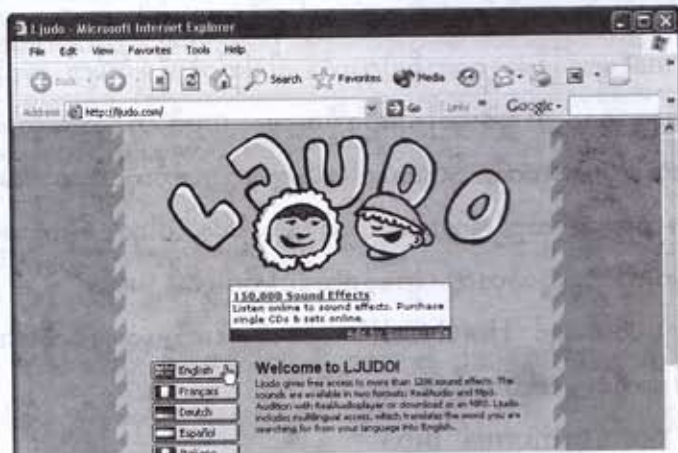 Ljudo - Microsoft Internet Explorer
File Edit View Favorites Tools Help
Back Search Favorites Media
Address http://ljudo.com/ Go Links Google
LJUDO
150,000 Sound Effects
Listen online to sound effects. Purchase
single CDs & sets online.
Ads by
English
Français
Deutch
Español
Welcome to LJUDO!
Ljudo gives free access to more than 1200 sound effects. The
sounds are available in two formats: RealAudio and Mp3.
Audition with RealAudioplayer or download as an MP3. Ljudo
includes multilingual access, which translates the word you are
searching for from your language into English.